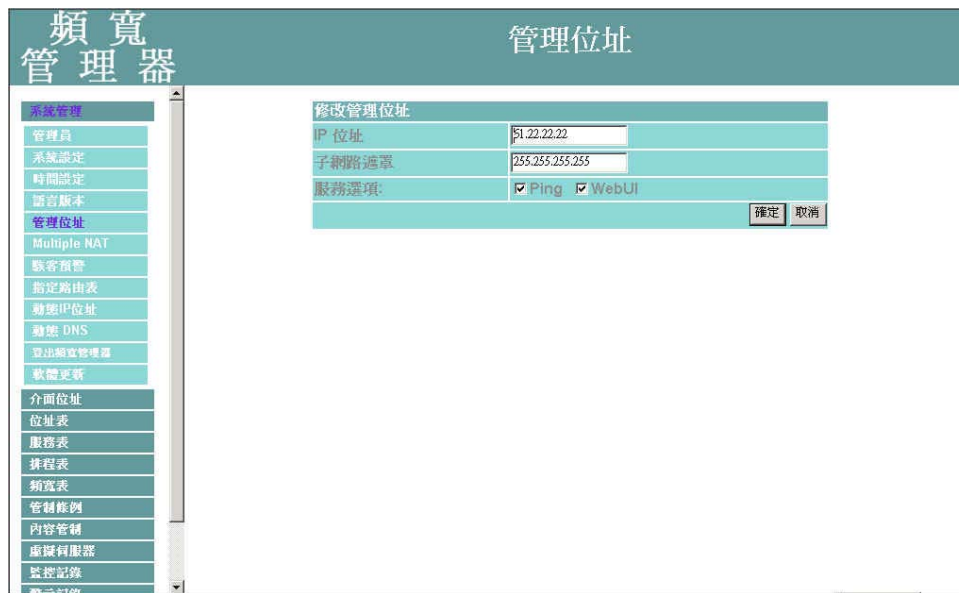 頻 寬
管 理 器
管理位址
系統管理
管理員
系統設定
時間設定
語言版本
管理位址
Multiple NAT
駭客預警
指定路由表
動態IP位址
動態 DNS
登出頻寬管理器
軟體更新
介面位址
位址表
服務表
排程表
頻寬表
管制條例
內容管制
虛擬伺服器
監控記錄
修改管理位址
IP 位址 51.22.22.22
子網路遮罩 255.255.255.255
服務選項: Ping WebUI
確定 取消